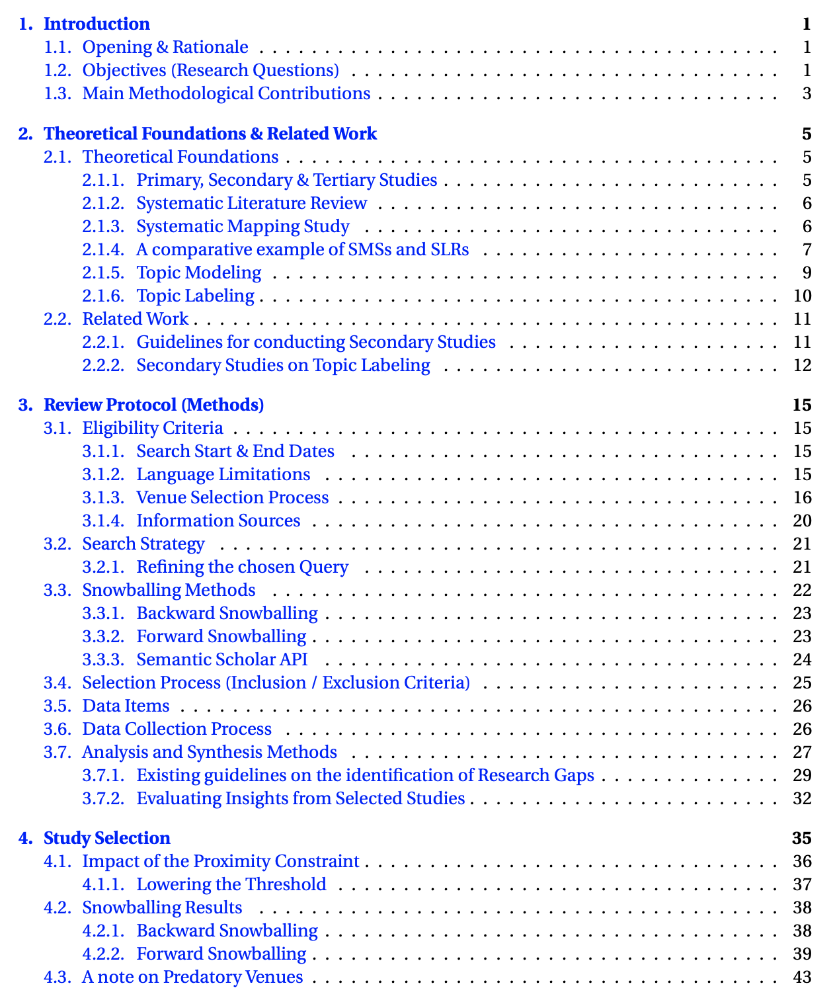 1. Introduction 1
1.1. Opening & Rationale . . . . . . . . . . . . . . . . . . . . . . . . . . . . . . . . . . . . . . . . 1
1.2. Objectives (Research Questions) . . . . . . . . . . . . . . . . . . . . . . . . . . . . . . . . . 1
1.3. Main Methodological Contributions . . . . . . . . . . . . . . . . . . . . . . . . . . . . . . . 3
2. Theoretical Foundations & Related Work 5
2.1. Theoretical Foundations . . . . . . . . . . . . . . . . . . . . . . . . . . . . . . . . . . . . . . 5
2.1.1. Primary, Secondary & Tertiary Studies . . . . . . . . . . . . . . . . . . . . . . . . . . 5
2.1.2. Systematic Literature Review . . . . . . . . . . . . . . . . . . . . . . . . . . . . . . . 6
2.1.3. Systematic Mapping Study . . . . . . . . . . . . . . . . . . . . . . . . . . . . . . . . 6
2.1.4. A comparative example of SMSs and SLRs . . . . . . . . . . . . . . . . . . . . . . . 7
2.1.5. Topic Modeling . . . . . . . . . . . . . . . . . . . . . . . . . . . . . . . . . . . . . . . 9
2.1.6. Topic Labeling . . . . . . . . . . . . . . . . . . . . . . . . . . . . . . . . . . . . . . . . 10
2.2. Related Work . . . . . . . . . . . . . . . . . . . . . . . . . . . . . . . . . . . . . . . . . . . . . 11
2.2.1. Guidelines for conducting Secondary Studies . . . . . . . . . . . . . . . . . . . . . 11
2.2.2. Secondary Studies on Topic Labeling . . . . . . . . . . . . . . . . . . . . . . . . . . 12
3. Review Protocol (Methods) 15
3.1. Eligibility Criteria . . . . . . . . . . . . . . . . . . . . . . . . . . . . . . . . . . . . . . . . . . 15
3.1.1. Search Start & End Dates . . . . . . . . . . . . . . . . . . . . . . . . . . . . . . . . . 15
3.1.2. Language Limitations . . . . . . . . . . . . . . . . . . . . . . . . . . . . . . . . . . . 15
3.1.3. Venue Selection Process . . . . . . . . . . . . . . . . . . . . . . . . . . . . . . . . . . 16
3.1.4. Information Sources . . . . . . . . . . . . . . . . . . . . . . . . . . . . . . . . . . . . 20
3.2. Search Strategy . . . . . . . . . . . . . . . . . . . . . . . . . . . . . . . . . . . . . . . . . . . 21
3.2.1. Refining the chosen Query . . . . . . . . . . . . . . . . . . . . . . . . . . . . . . . . 21
3.3. Snowballing Methods . . . . . . . . . . . . . . . . . . . . . . . . . . . . . . . . . . . . . . . 22
3.3.1. Backward Snowballing . . . . . . . . . . . . . . . . . . . . . . . . . . . . . . . . . . . 23
3.3.2. Forward Snowballing . . . . . . . . . . . . . . . . . . . . . . . . . . . . . . . . . . . . 23
3.3.3. Semantic Scholar API . . . . . . . . . . . . . . . . . . . . . . . . . . . . . . . . . . . 24
3.4. Selection Process (Inclusion / Exclusion Criteria) . . . . . . . . . . . . . . . . . . . . . . . 25
3.5. Data Items . . . . . . . . . . . . . . . . . . . . . . . . . . . . . . . . . . . . . . . . . . . . . . 26
3.6. Data Collection Process . . . . . . . . . . . . . . . . . . . . . . . . . . . . . . . . . . . . . . 26
3.7. Analysis and Synthesis Methods . . . . . . . . . . . . . . . . . . . . . . . . . . . . . . . . . 27
3.7.1. Existing guidelines on the identification of Research Gaps . . . . . . . . . . . . . . 29
3.7.2. Evaluating Insights from Selected Studies . . . . . . . . . . . . . . . . . . . . . . . . 32
4. Study Selection 35
4.1. Impact of the Proximity Constraint . . . . . . . . . . . . . . . . . . . . . . . . . . . . . . . . 36
4.1.1. Lowering the Threshold . . . . . . . . . . . . . . . . . . . . . . . . . . . . . . . . . . 37
4.2. Snowballing Results . . . . . . . . . . . . . . . . . . . . . . . . . . . . . . . . . . . . . . . . 38
4.2.1. Backward Snowballing . . . . . . . . . . . . . . . . . . . . . . . . . . . . . . . . . . . 38
4.2.2. Forward Snowballing . . . . . . . . . . . . . . . . . . . . . . . . . . . . . . . . . . . . 39
4.3. A note on Predatory Venues . . . . . . . . . . . . . . . . . . . . . . . . . . . . . . . . . . . . 43